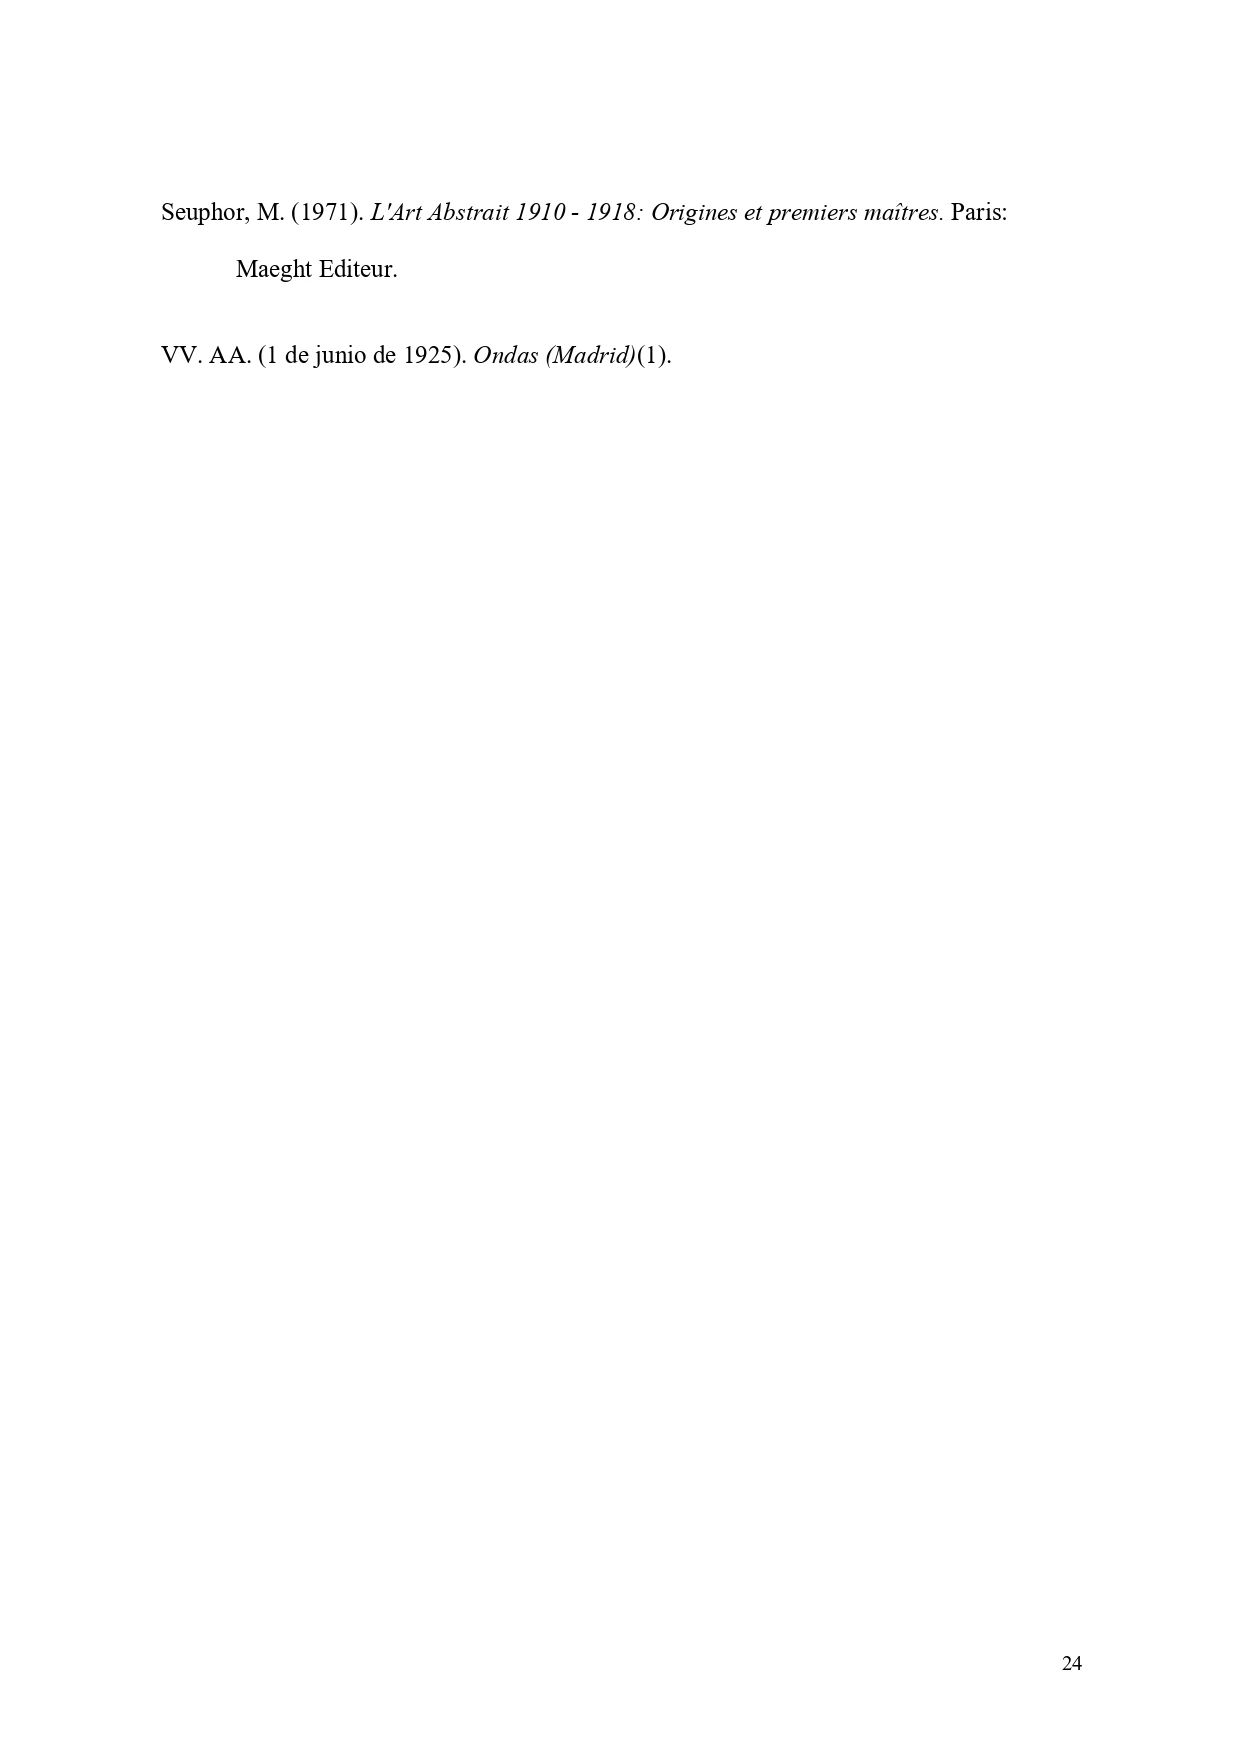 Seuphor, M. (1971). L'Art Abstrait 1910 - 1918: Origines et premiers maîtres. Paris:
Maeght Editeur.
VV. AA. (1 de junio de 1925). Ondas (Madrid)(1).
24